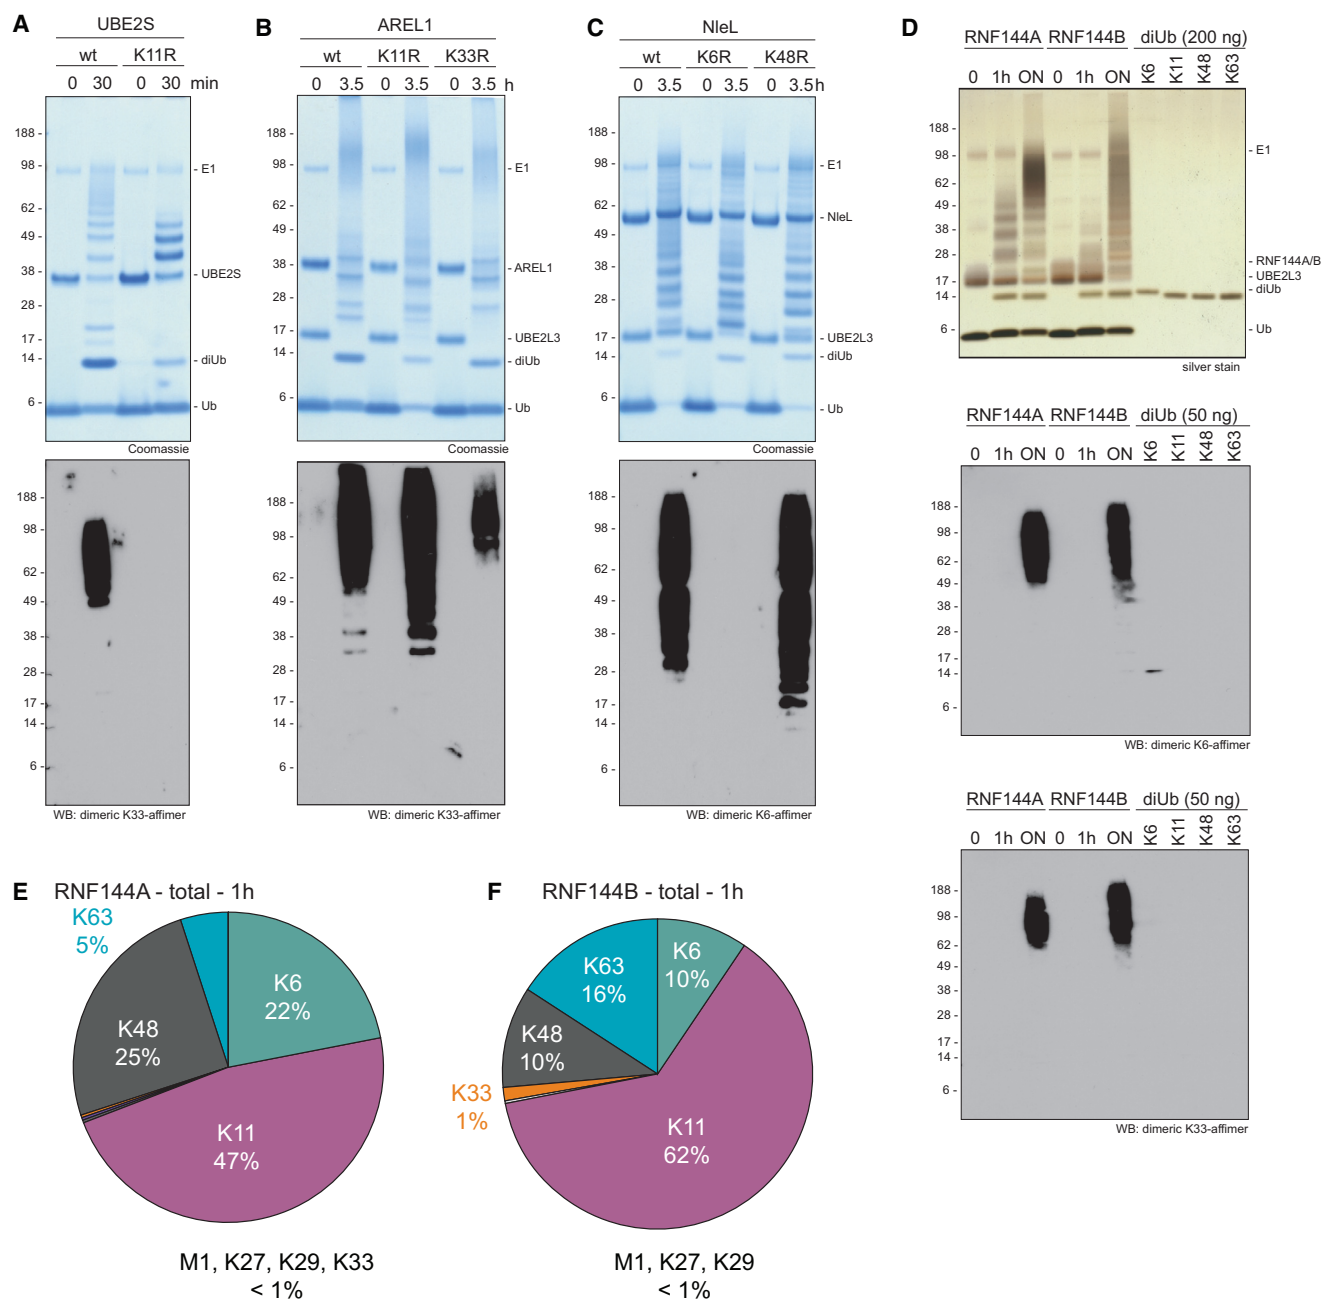 A
UBE2S
wt K11R
0 30 0 30 min
188 -
98 -
62 -
49 -
38 -
28 -
17 -
14 -
6 -
- E1
- UBE2S
- diUb
- Ub
Coomassie
188 -
98 -
62 -
49 -
38 -
28 -
17 -
14 -
6 -
WB: dimeric K33-affimer
B
AREL1
wt K11R K33R
0 3.5 0 3.5 0 3.5 h
188 -
98 -
62 -
49 -
38 -
28 -
17 -
14 -
6 -
- E1
- AREL1
- UBE2L3
- diUb
- Ub
Coomassie
188 -
98 -
62 -
49 -
38 -
28 -
17 -
14 -
6 -
WB: dimeric K33-affimer
C
NleL
wt K6R K48R
0 3.5 0 3.5 0 3.5 h
188 -
98 -
62 -
49 -
38 -
28 -
17 -
14 -
6 -
- E1
- NleL
- UBE2L3
- diUb
- Ub
Coomassie
188 -
98 -
62 -
49 -
38 -
28 -
17 -
14 -
6 -
WB: dimeric K6-affimer
D
RNF144A RNF144B diUb (200 ng)
0 1h ON 0 1h ON K6 K11 K48 K63
188 -
98 -
62 -
49 -
38 -
28 -
17 -
14 -
6 -
- E1
- RNF144A/B
- UBE2L3
- diUb
- Ub
silver stain
RNF144A RNF144B diUb (50 ng)
0 1h ON 0 1h ON K6 K11 K48 K63
188 -
98 -
62 -
49 -
38 -
28 -
17 -
14 -
6 -
WB: dimeric K6-affimer
RNF144A RNF144B diUb (50 ng)
0 1h ON 0 1h ON K6 K11 K48 K63
188 -
98 -
62 -
49 -
38 -
28 -
17 -
14 -
6 -
WB: dimeric K33-affimer
E
RNF144A - total - 1h
K63
5%
K6
22%
K48
25%
K11
47%
M1, K27, K29, K33
< 1%
F
RNF144B - total - 1h
K6
10%
K63
16%
K48
10%
K33
1%
K11
62%
M1, K27, K29
< 1%